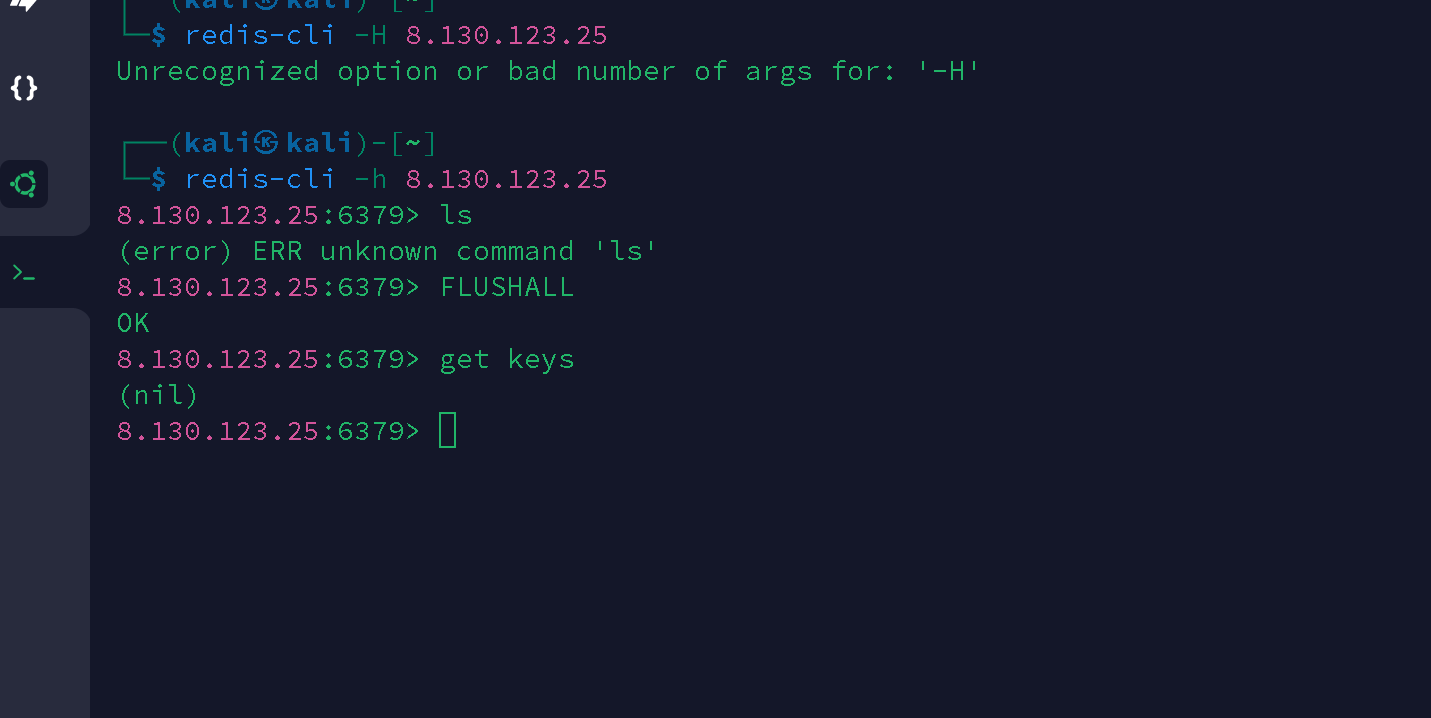 (kali㉿kali)-[~]
└─$ redis-cli -H 8.130.123.25
Unrecognized option or bad number of args for: '-H'
┌──(kali㉿kali)-[~]
└─$ redis-cli -h 8.130.123.25
8.130.123.25:6379> ls
(error) ERR unknown command 'ls'
8.130.123.25:6379> FLUSHALL
OK
8.130.123.25:6379> get keys
(nil)
8.130.123.25:6379>